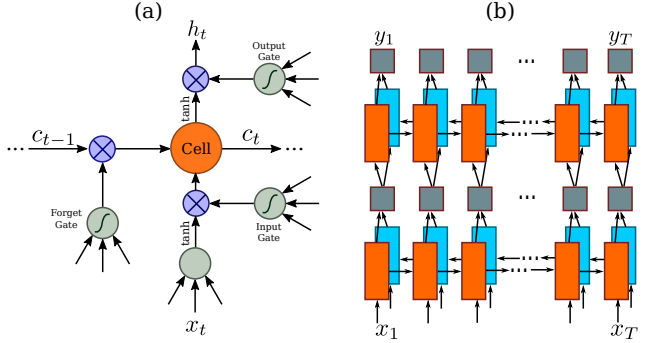 (a)
h_t
Output
Gate
tanh
... c_{t−1}
Cell
c_t ...
Forget
Gate
tanh
Input
Gate
x_t
(b)
y_1
y_T
...
...
...
...
x_1
x_T